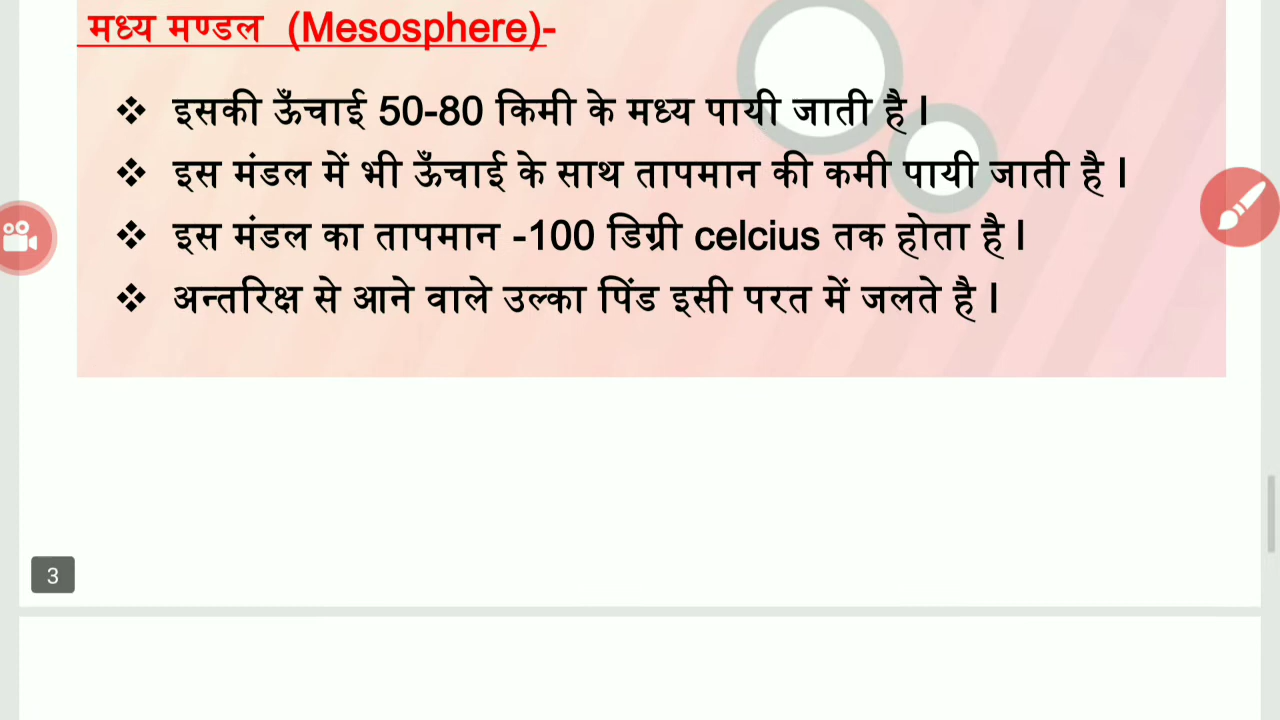 मध्य मण्डल (Mesosphere)-
❖ इसकी ऊँचाई 50-80 किमी के मध्य पायी जाती है l
❖ इस मंडल में भी ऊँचाई के साथ तापमान की कमी पायी जाती है l
❖ इस मंडल का तापमान -100 डिग्री celcius तक होता है l
❖ अन्तरिक्ष से आने वाले उल्का पिंड इसी परत में जलते है l
3